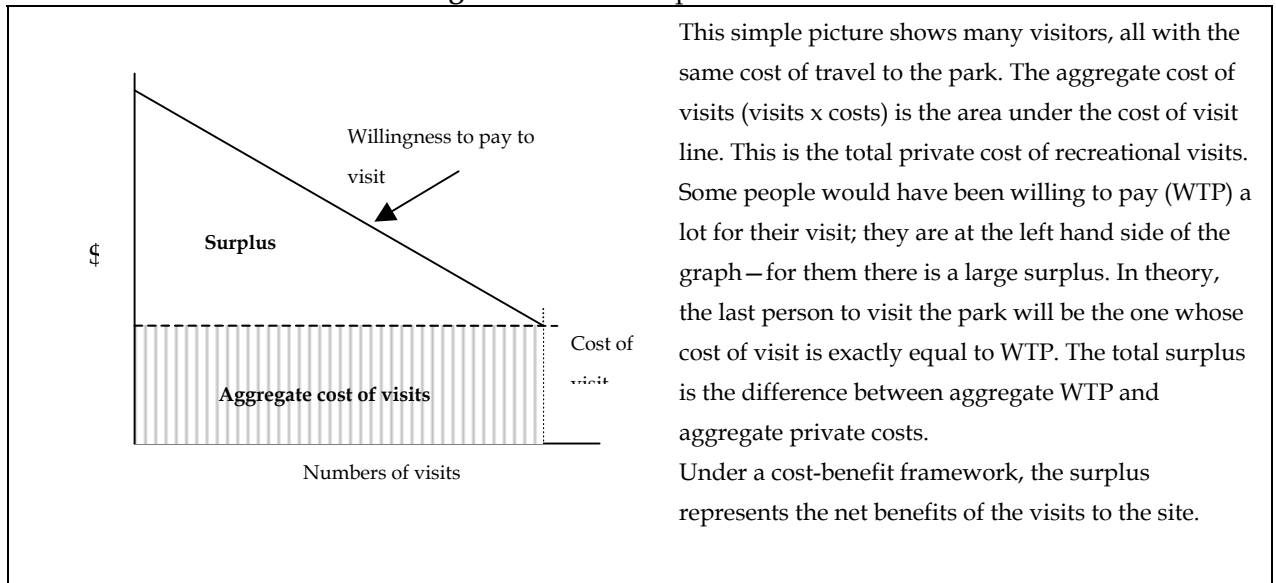 This simple picture shows many visitors, all with the
same cost of travel to the park. The aggregate cost of
visits (visits x costs) is the area under the cost of visit
line. This is the total private cost of recreational visits.
Some people would have been willing to pay (WTP) a
lot for their visit; they are at the left hand side of the
graph—for them there is a large surplus. In theory,
the last person to visit the park will be the one whose
cost of visit is exactly equal to WTP. The total surplus
is the difference between aggregate WTP and
aggregate private costs.
Under a cost-benefit framework, the surplus
represents the net benefits of the visits to the site.
Willingness to pay to
visit
Surplus
$
Cost of
visit
Aggregate cost of visits
Numbers of visits